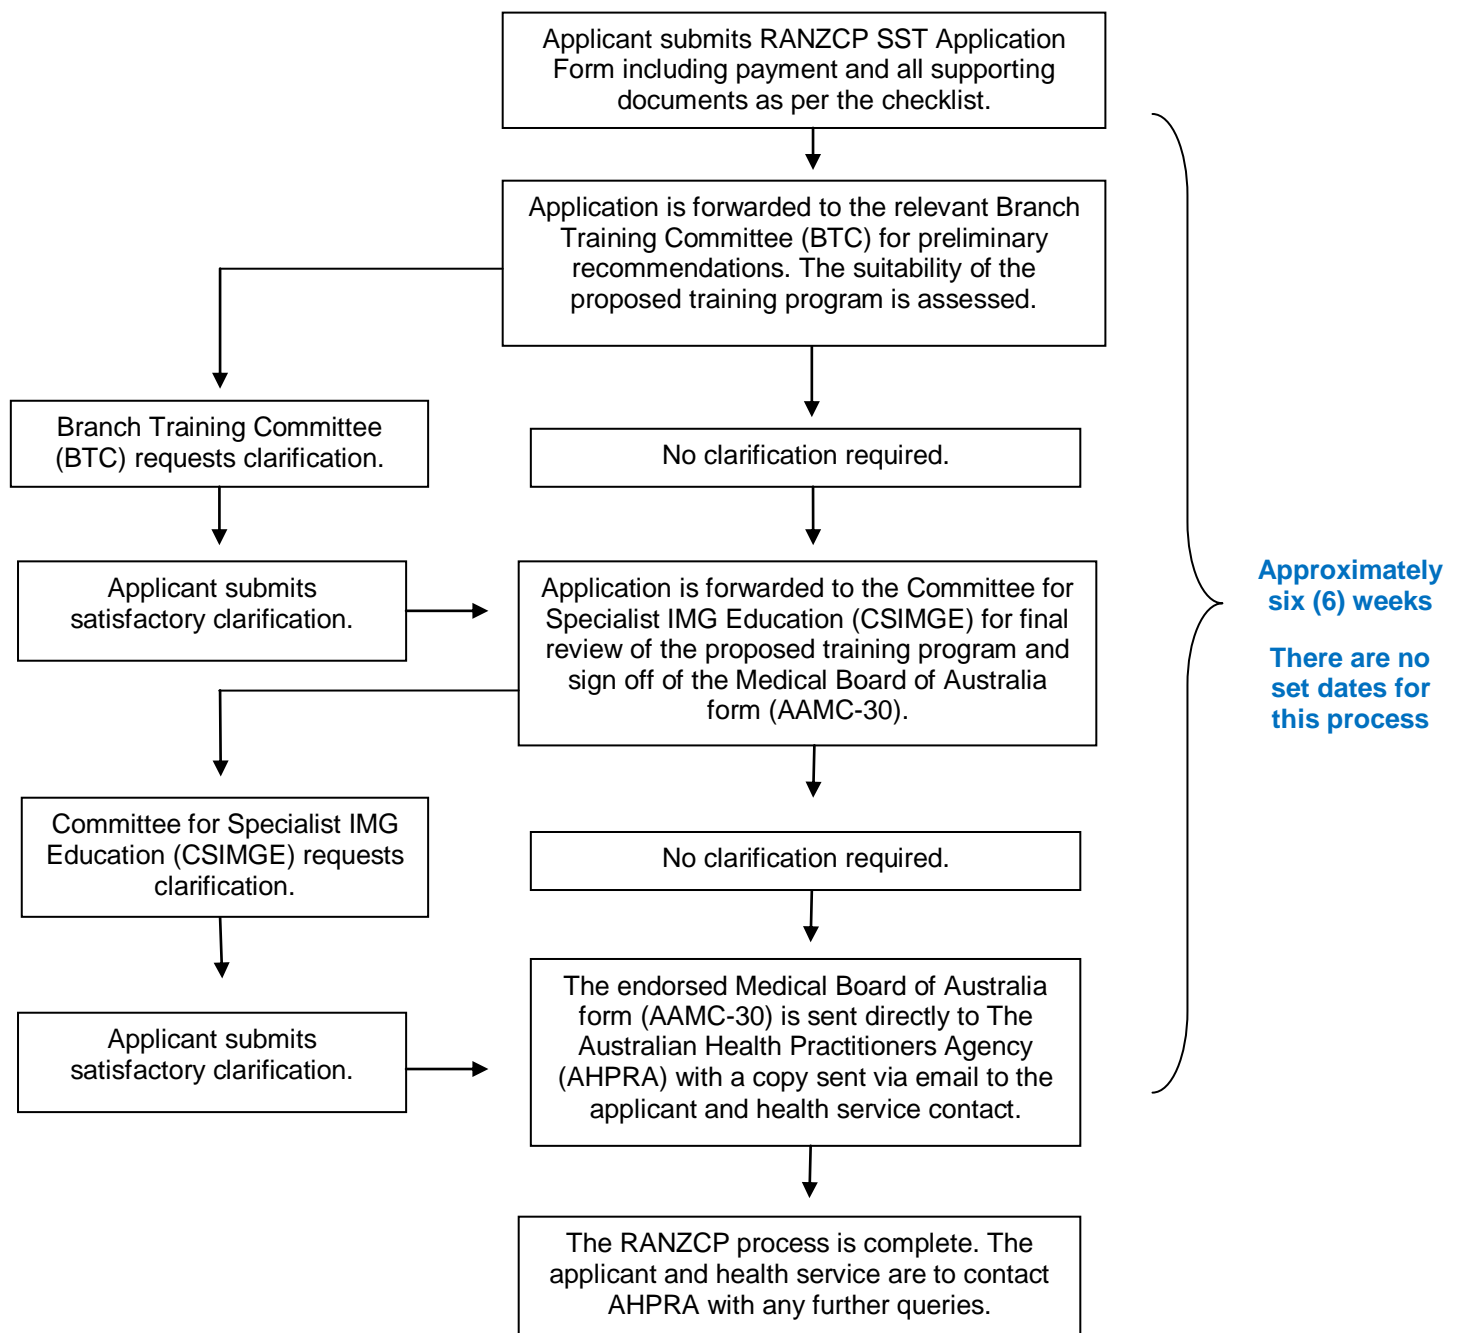 Applicant submits RANZCP SST Application
Form including payment and all supporting
documents as per the checklist.
Application is forwarded to the relevant Branch
Training Committee (BTC) for preliminary
recommendations. The suitability of the
proposed training program is assessed.
Branch Training Committee
(BTC) requests clarification.
No clarification required.
Applicant submits
satisfactory clarification.
Application is forwarded to the Committee for
Specialist IMG Education (CSIMGE) for final
review of the proposed training program and
sign off of the Medical Board of Australia
form (AAMC-30).
Approximately
six (6) weeks
There are no
set dates for
this process
Committee for Specialist IMG
Education (CSIMGE) requests
clarification.
No clarification required.
Applicant submits
satisfactory clarification.
The endorsed Medical Board of Australia
form (AAMC-30) is sent directly to The
Australian Health Practitioners Agency
(AHPRA) with a copy sent via email to the
applicant and health service contact.
The RANZCP process is complete. The
applicant and health service are to contact
AHPRA with any further queries.